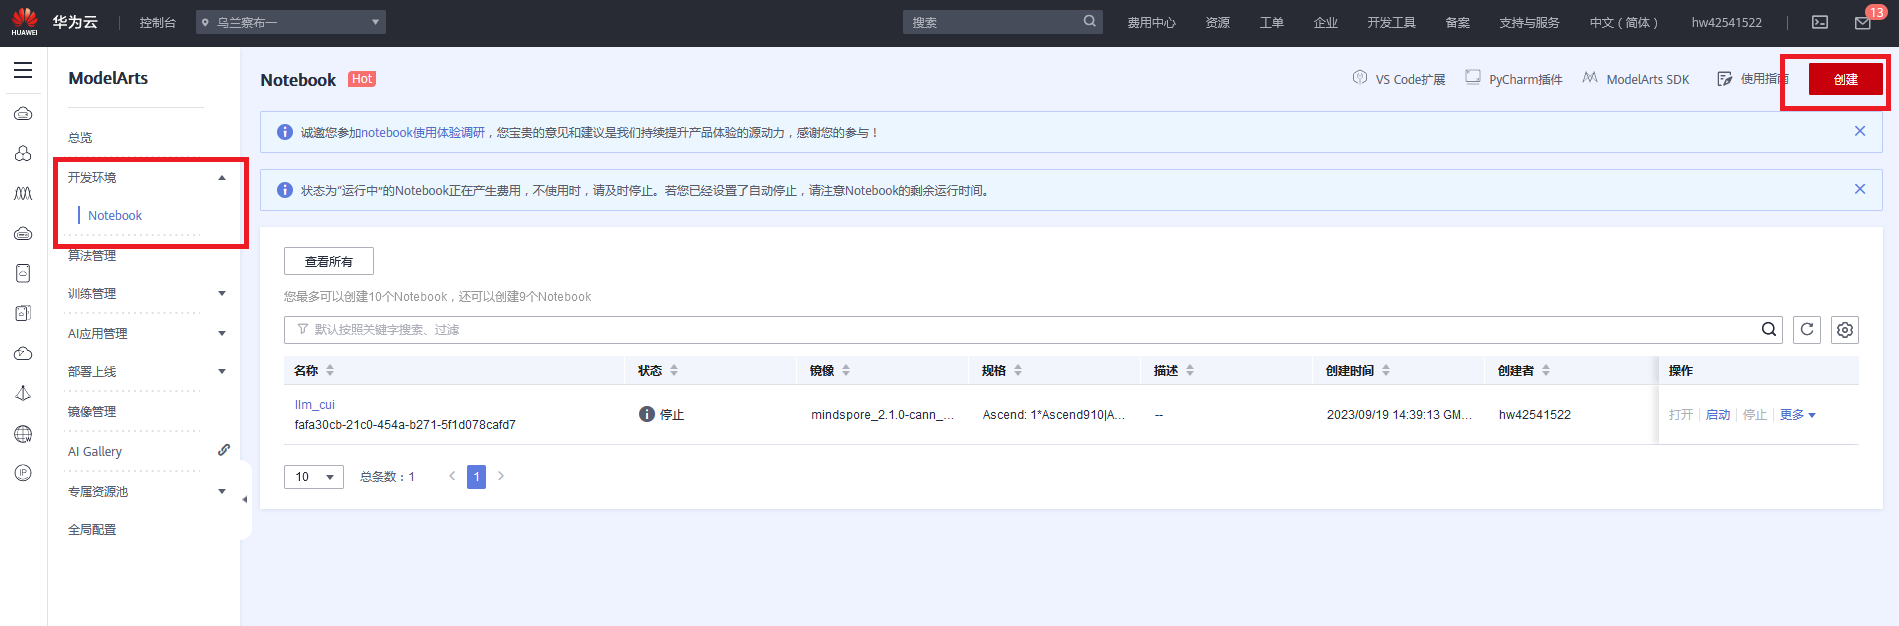 HUAWEI
华为云
控制台
乌兰察布一
搜索
费用中心
资源
工单
企业
开发工具
备案
支持与服务
中文（简体）
hw42541522
13
ModelArts
总览
开发环境
Notebook
算法管理
训练管理
AI应用管理
部署上线
镜像管理
AI Gallery
专属资源池
全局配置
IP
Notebook
Hot
VS Code扩展
PyCharm插件
ModelArts SDK
使用指南
创建
诚邀您参加notebook使用体验调研，您宝贵的意见和建议是我们持续提升产品体验的源动力，感谢您的参与！
状态为“运行中”的Notebook正在产生费用，不使用时，请及时停止。若您已经设置了自动停止，请注意Notebook的剩余运行时间。
查看所有
您最多可以创建10个Notebook，还可以创建9个Notebook
默认按照关键字搜索、过滤
名称 状态 镜像 规格 描述 创建时间 创建者 操作
llm_cui
fafa30cb-21c0-454a-b271-5f1d078cafd7
停止
mindspore_2.1.0-cann_...
Ascend: 1*Ascend910|A...
--
2023/09/19 14:39:13 GM...
hw42541522
打开 启动 停止 更多
10 总条数：1 < 1 >